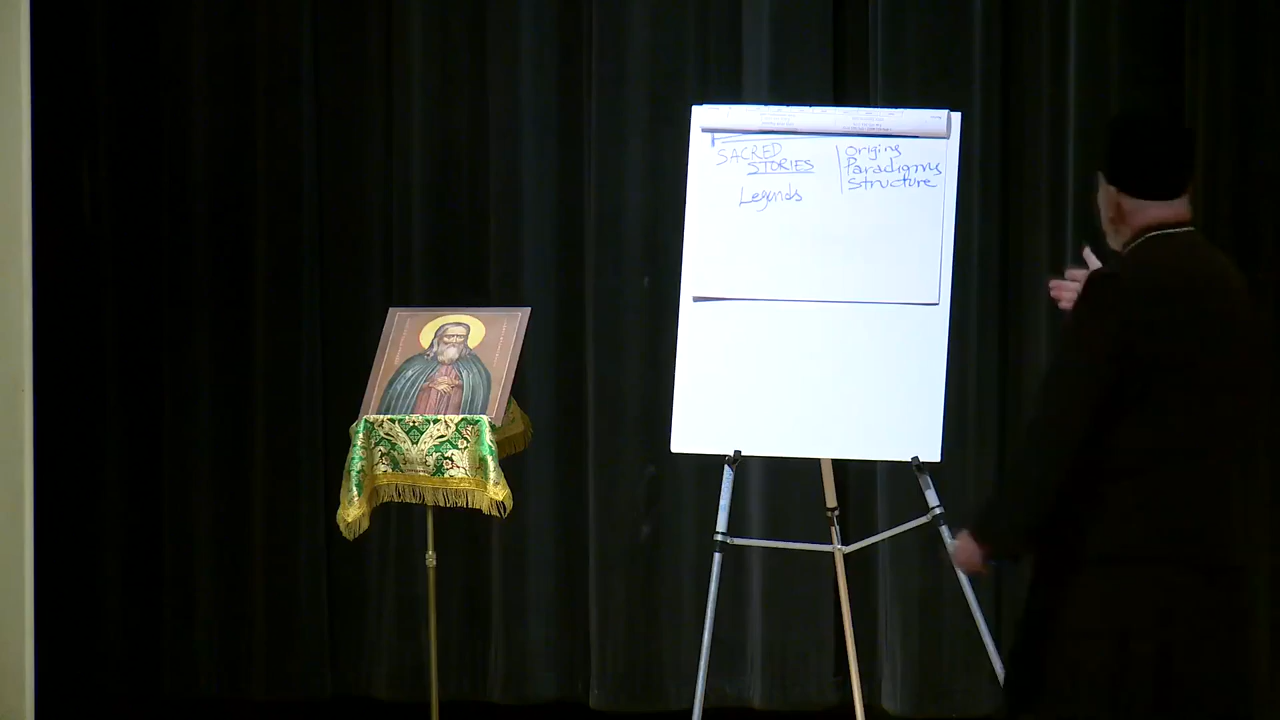 SACRED
STORIES
Legends
Origins
Paradigms
Structure